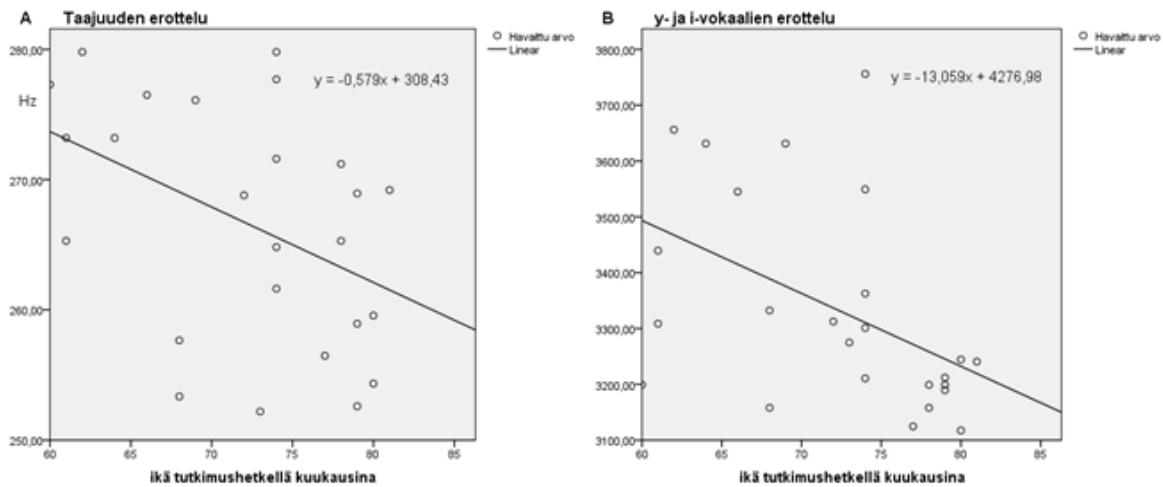 A Taajuuden erottelu
Havaittu arvo
Linear
y = -0,579x + 308,43
280,00
Hz
270,00
260,00
250,00
60 65 70 75 80 85
ikä tutkimushetkellä kuukausina
B y- ja i-vokaalien erottelu
Havaittu arvo
Linear
y = -13,059x + 4276,98
3800,00
3700,00
3600,00
3500,00
3400,00
3300,00
3200,00
3100,00
60 65 70 75 80 85
ikä tutkimushetkellä kuukausina